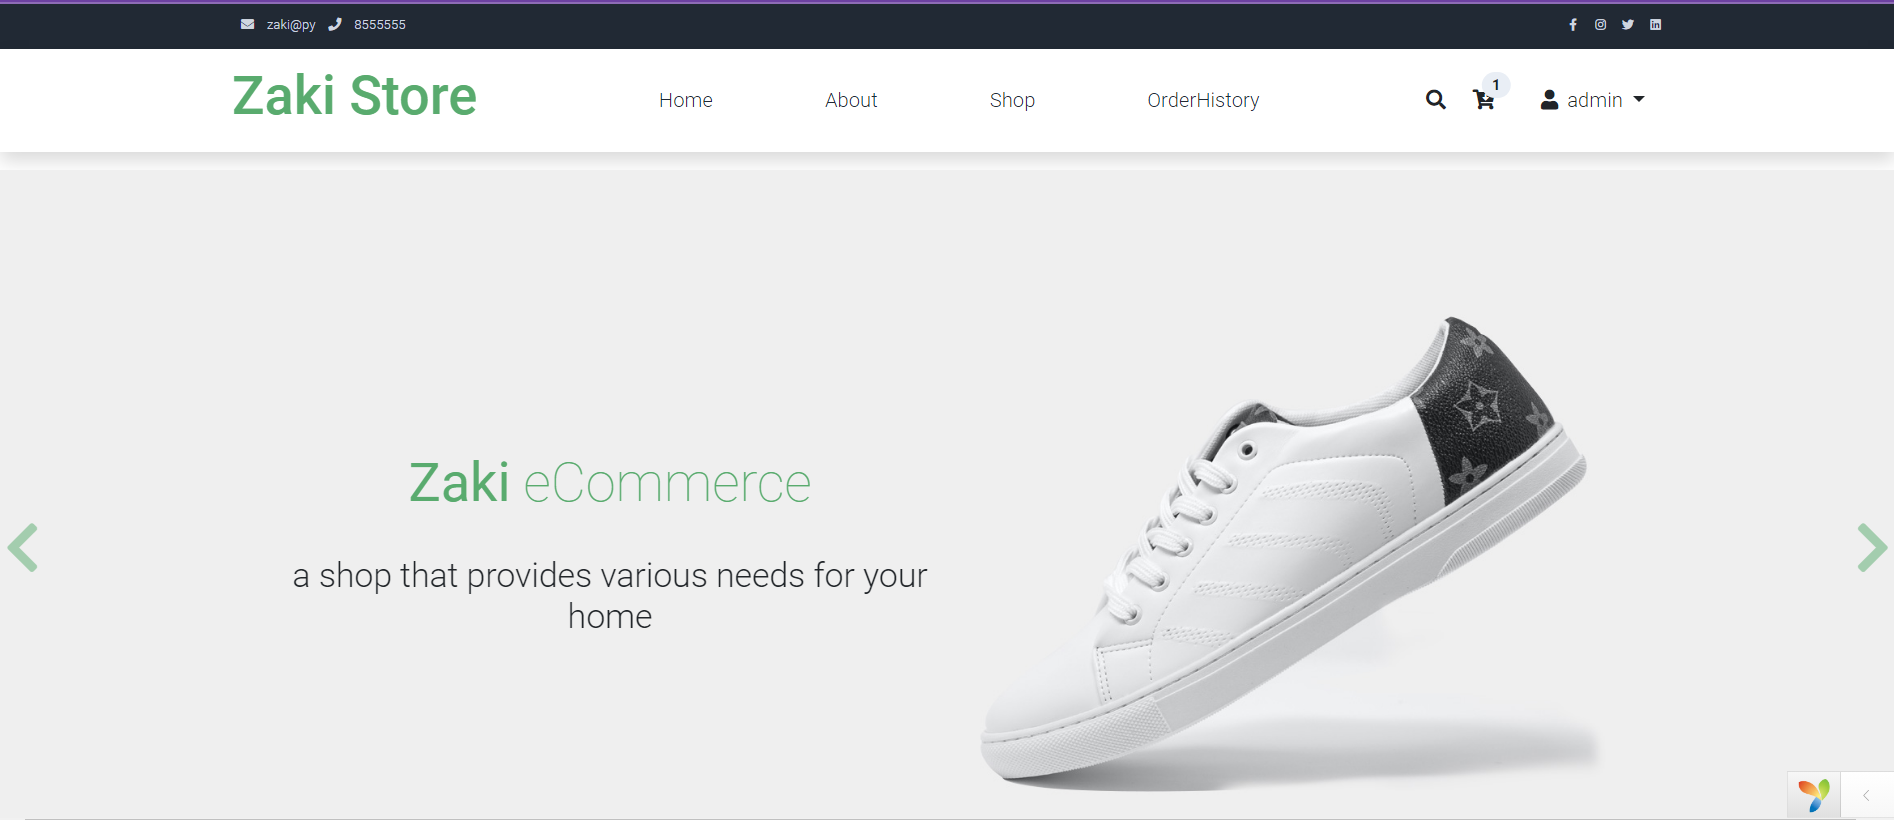 zaki@py 8555555
Zaki Store Home About Shop OrderHistory 1 admin
Zaki eCommerce
a shop that provides various needs for your
home